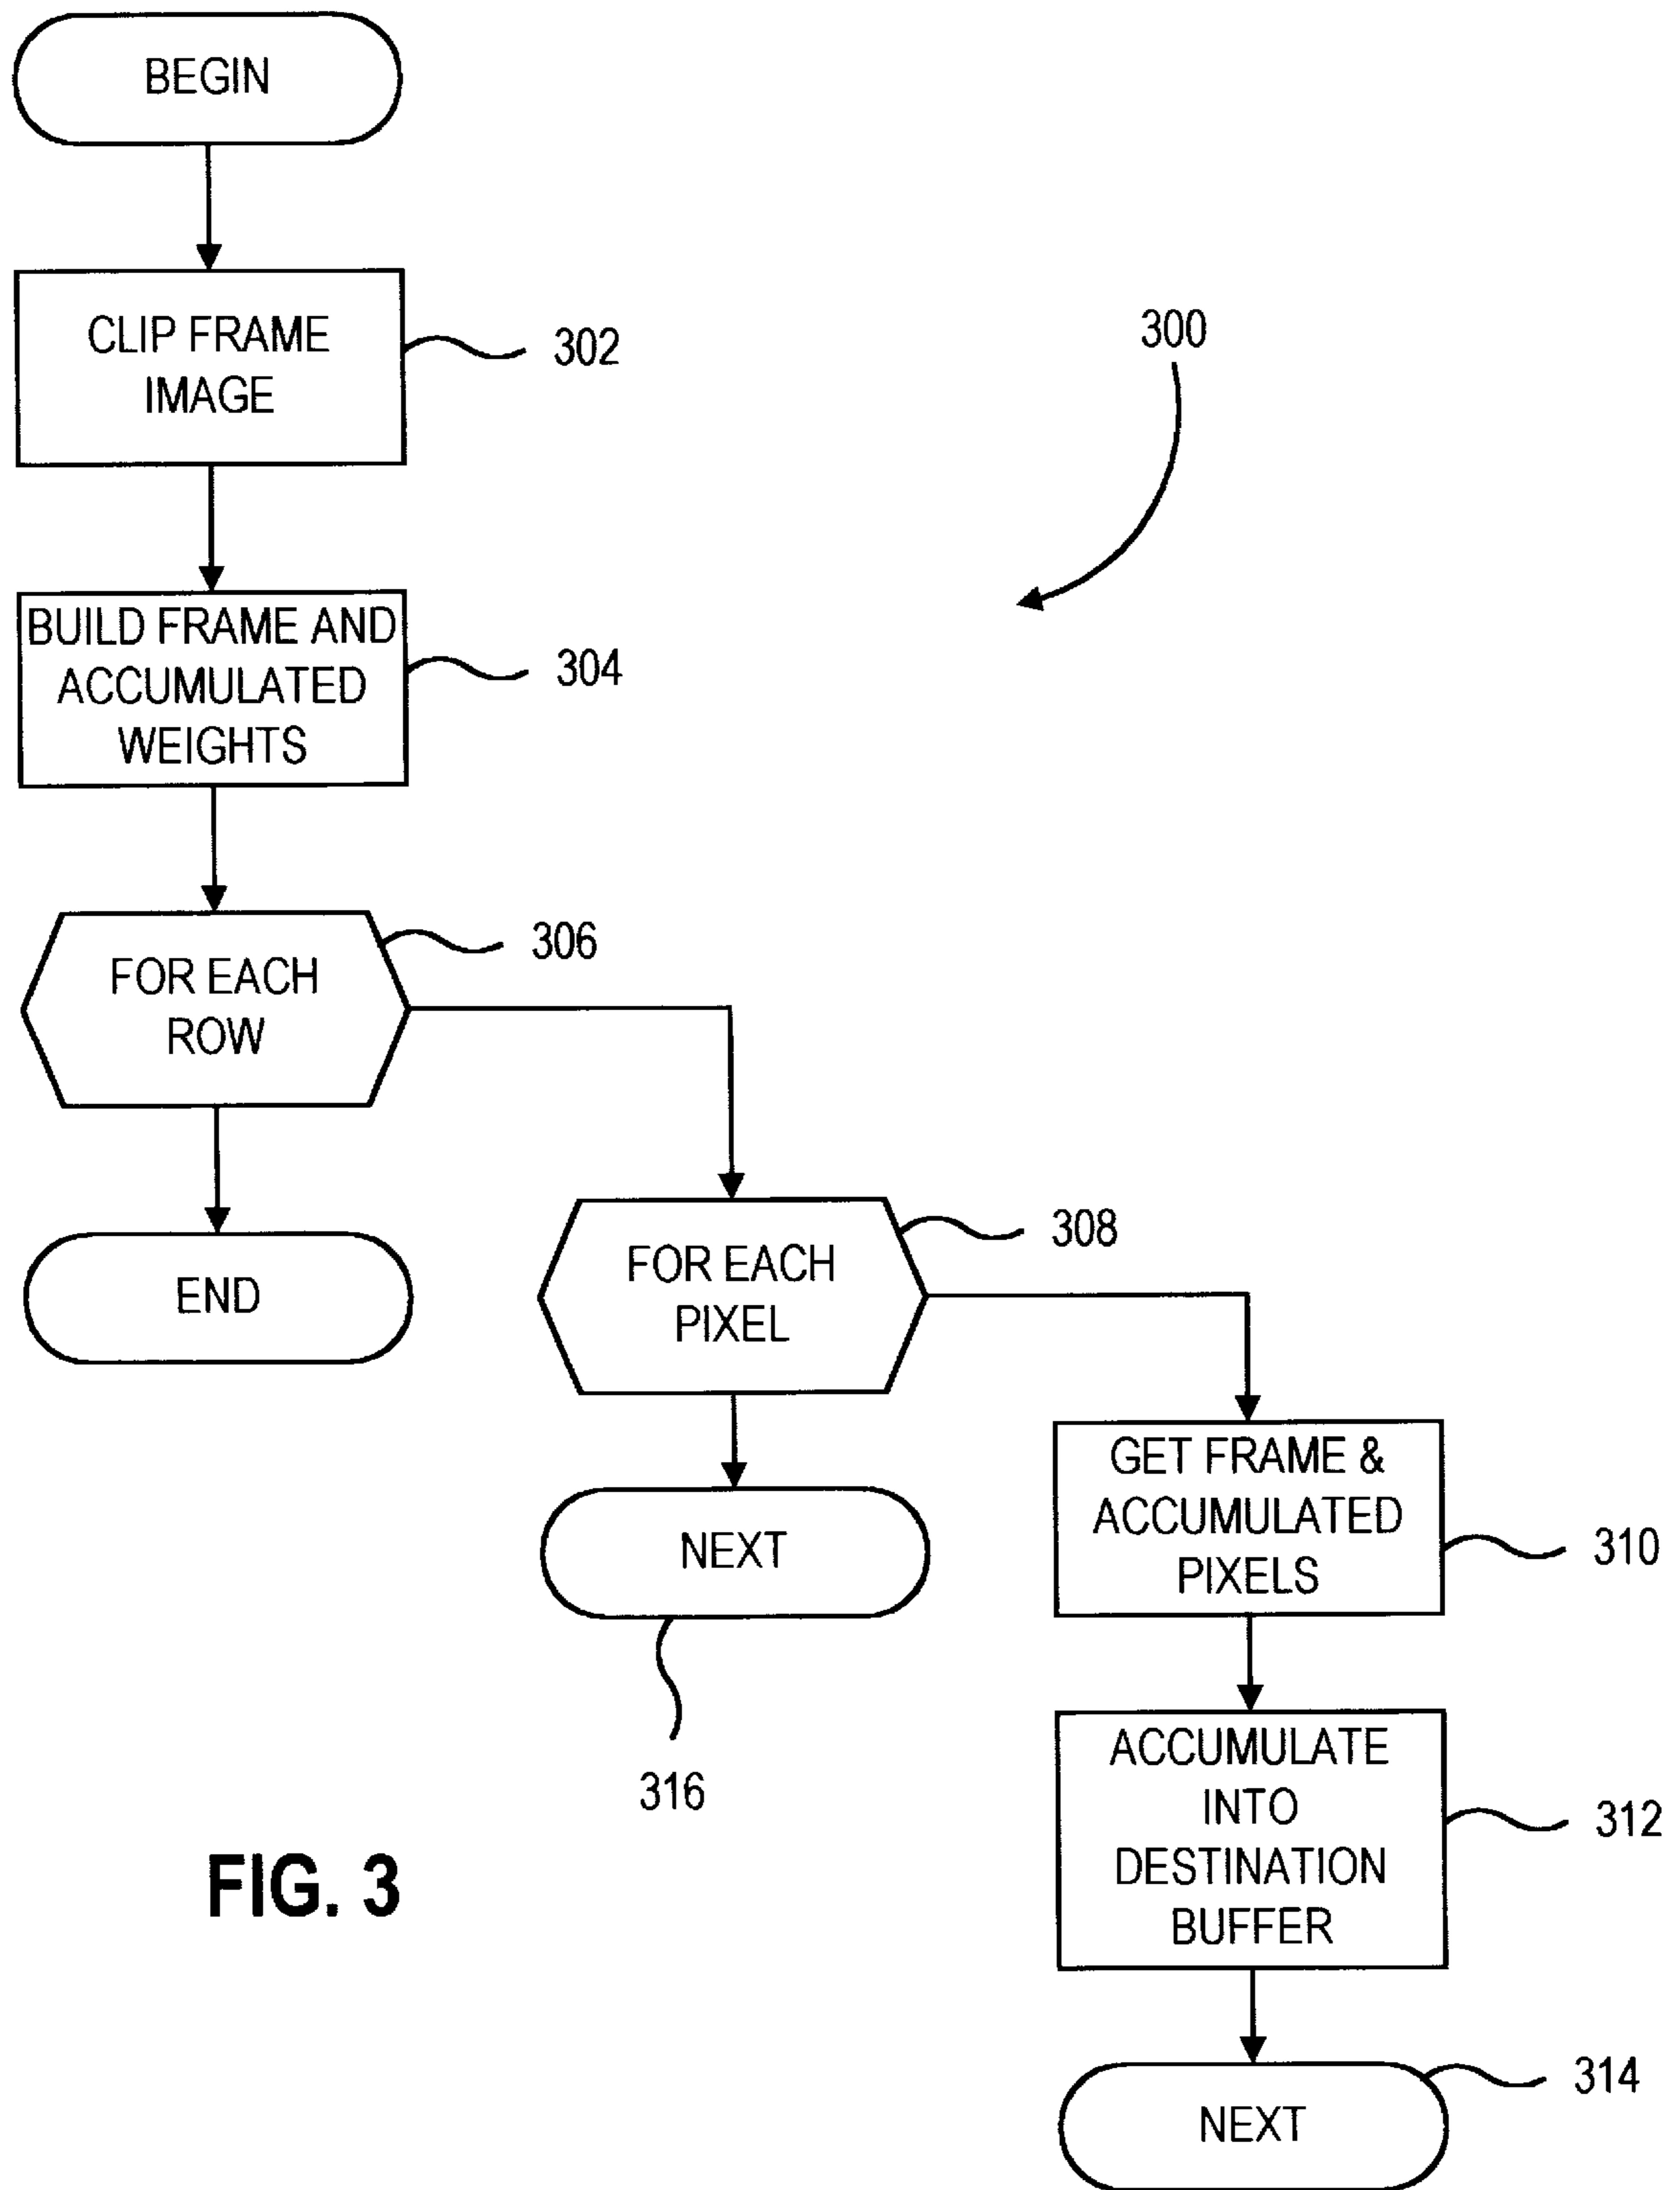 BEGIN
CLIP FRAME
IMAGE
302
300
BUILD FRAME AND
ACCUMULATED
WEIGHTS
304
FOR EACH
ROW
306
END
FOR EACH
PIXEL
308
NEXT
316
GET FRAME &
ACCUMULATED
PIXELS
310
ACCUMULATE
INTO
DESTINATION
BUFFER
312
NEXT
314
FIG. 3